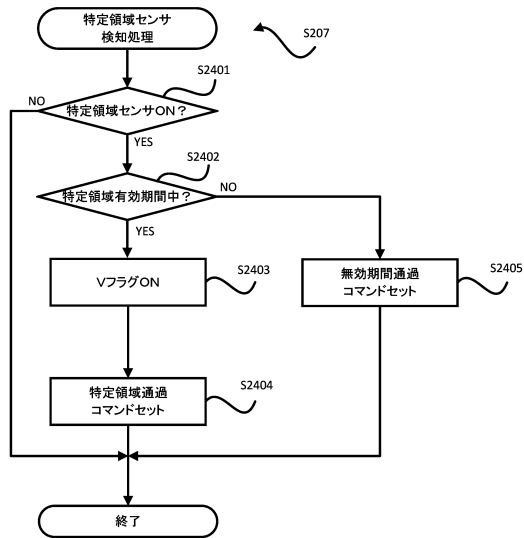 特定領域センサ
検知処理
S207
S2401
NO
特定領域センサON？
YES
S2402
特定領域有効期間中？
NO
YES
S2403
VフラグON
S2405
無効期間通過
コマンドセット
S2404
特定領域通過
コマンドセット
終了